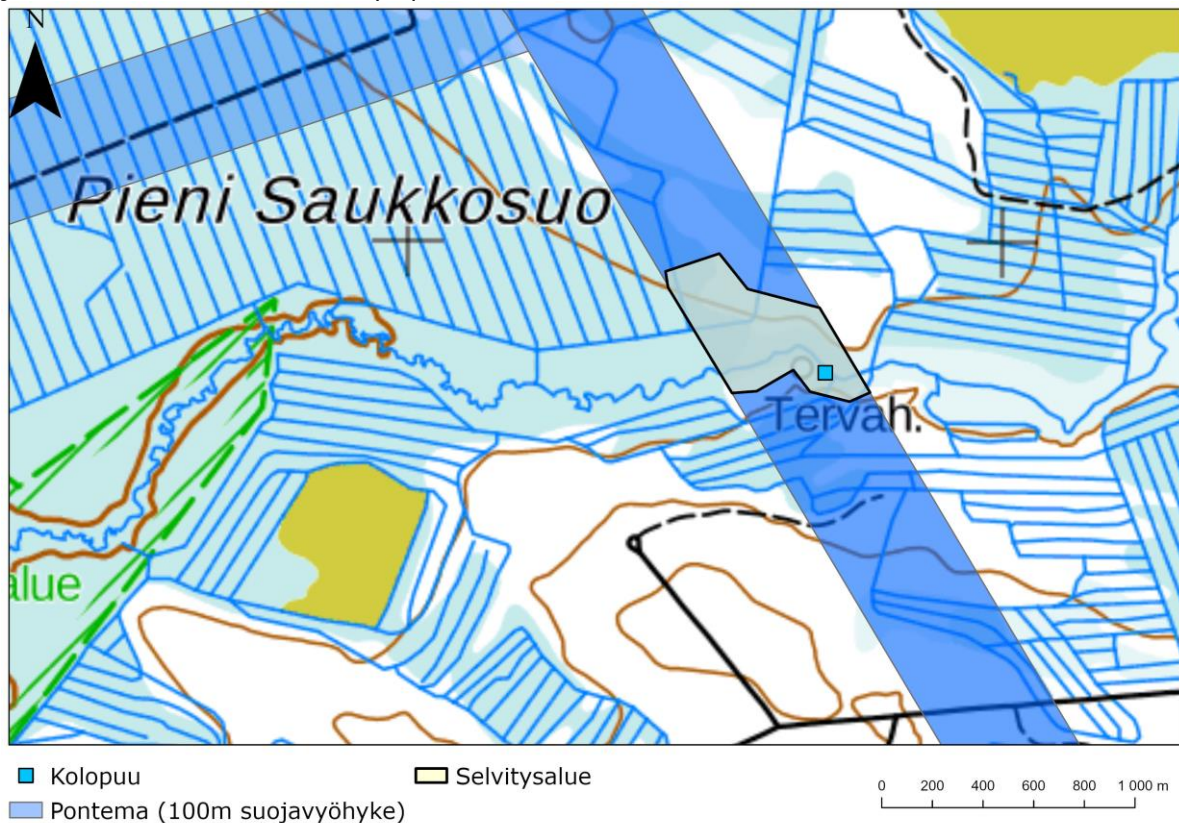 N
Pieni Saukkosuo
Tervah.
alue
Kolopuu
Selvitysalue
Pontema (100m suojavyöhyke)
0 200 400 600 800 1 000 m